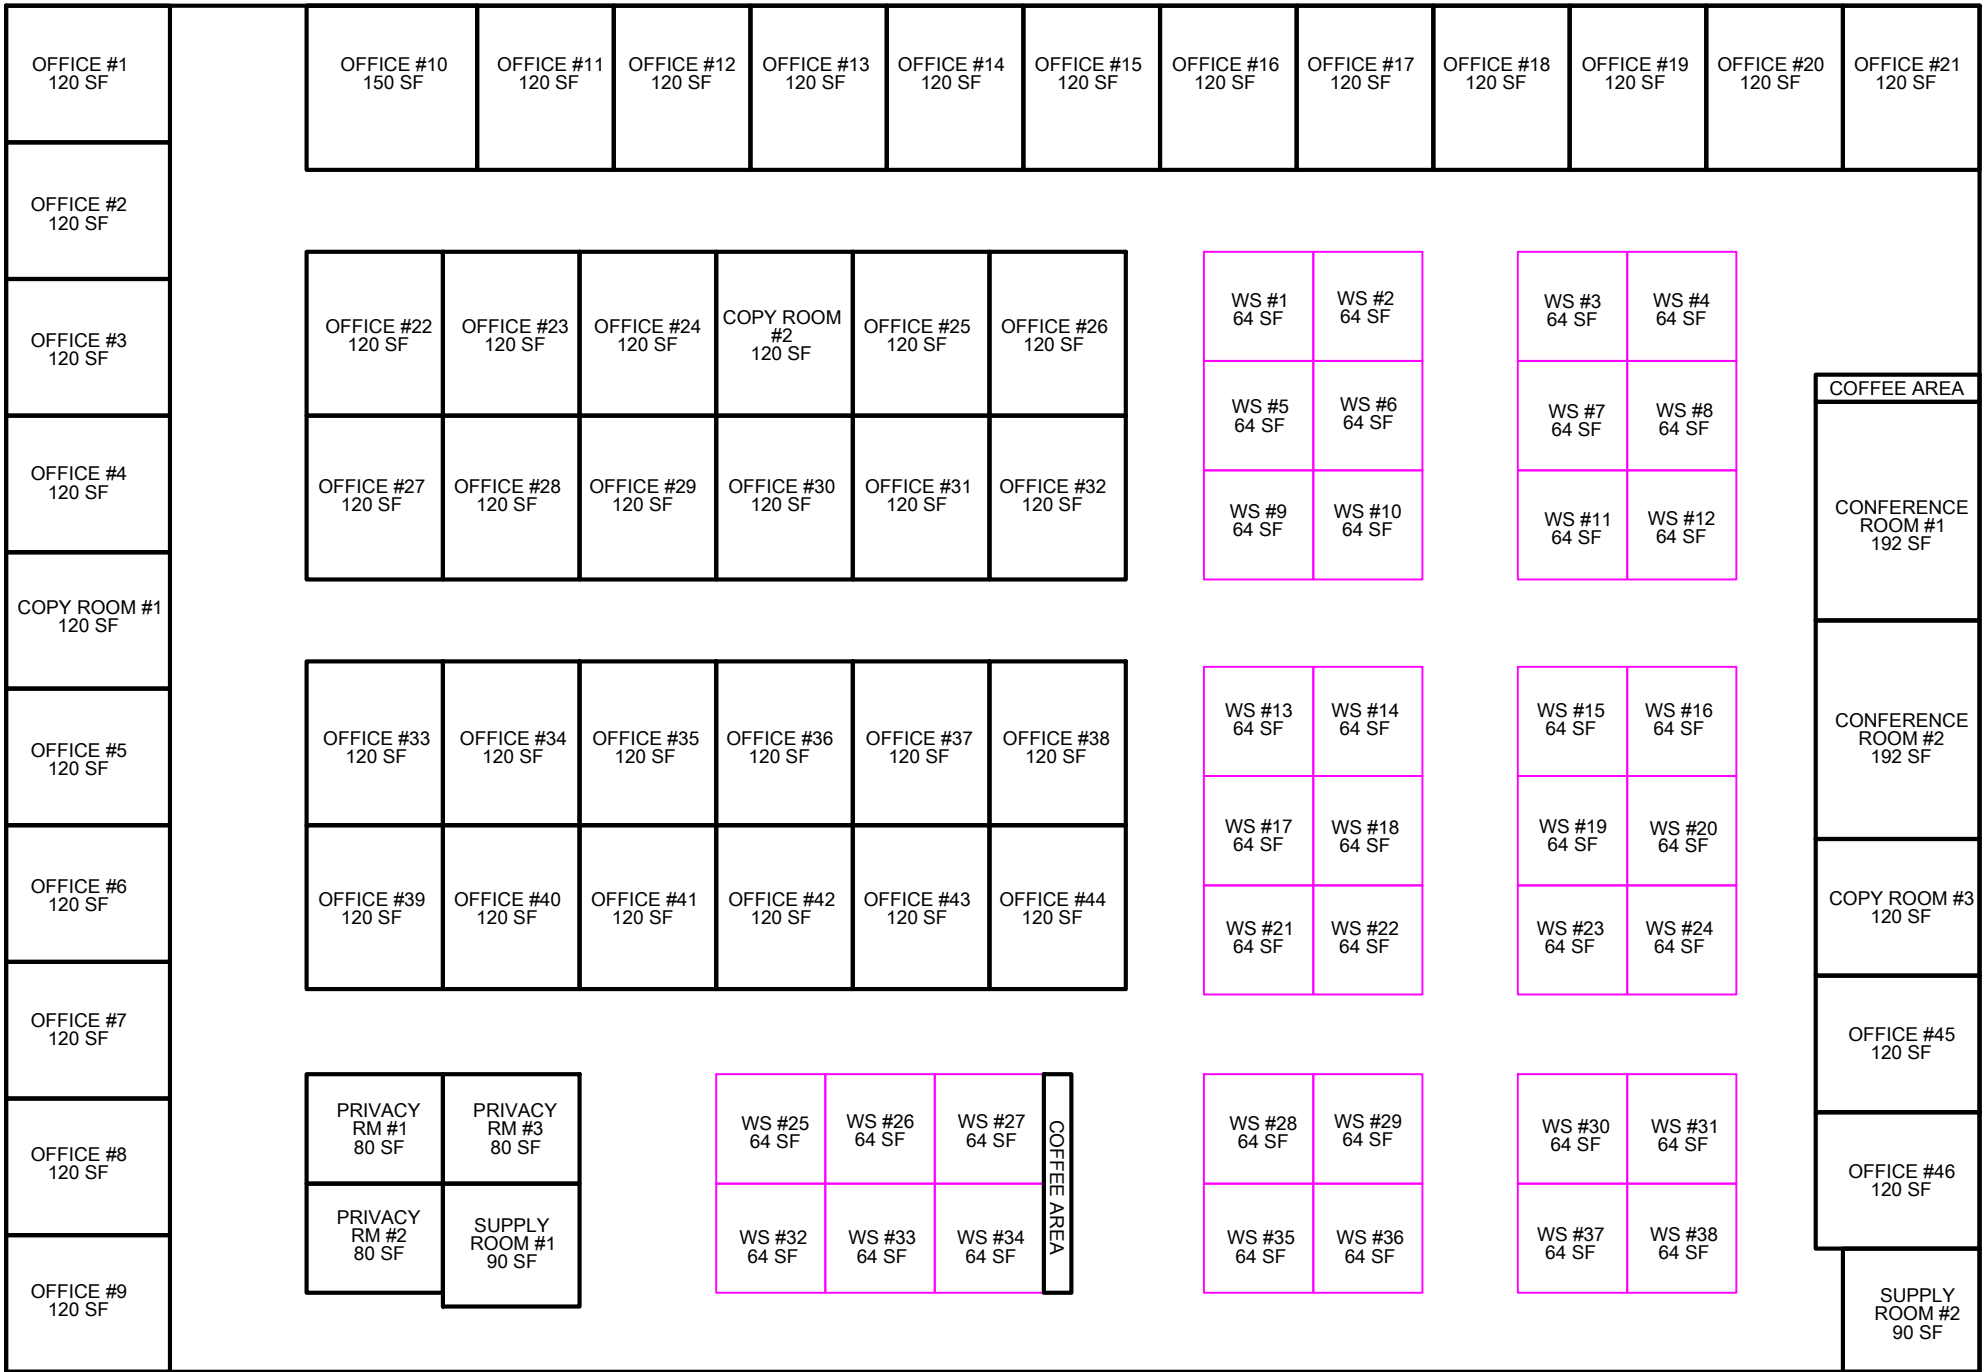 OFFICE #1
120 SF
OFFICE #10
150 SF
OFFICE #11
120 SF
OFFICE #12
120 SF
OFFICE #13
120 SF
OFFICE #14
120 SF
OFFICE #15
120 SF
OFFICE #16
120 SF
OFFICE #17
120 SF
OFFICE #18
120 SF
OFFICE #19
120 SF
OFFICE #20
120 SF
OFFICE #21
120 SF
OFFICE #2
120 SF
OFFICE #3
120 SF
OFFICE #4
120 SF
COPY ROOM #1
120 SF
OFFICE #5
120 SF
OFFICE #6
120 SF
OFFICE #7
120 SF
OFFICE #8
120 SF
OFFICE #9
120 SF
OFFICE #22
120 SF
OFFICE #23
120 SF
OFFICE #24
120 SF
COPY ROOM
#2
120 SF
OFFICE #25
120 SF
OFFICE #26
120 SF
OFFICE #27
120 SF
OFFICE #28
120 SF
OFFICE #29
120 SF
OFFICE #30
120 SF
OFFICE #31
120 SF
OFFICE #32
120 SF
OFFICE #33
120 SF
OFFICE #34
120 SF
OFFICE #35
120 SF
OFFICE #36
120 SF
OFFICE #37
120 SF
OFFICE #38
120 SF
OFFICE #39
120 SF
OFFICE #40
120 SF
OFFICE #41
120 SF
OFFICE #42
120 SF
OFFICE #43
120 SF
OFFICE #44
120 SF
PRIVACY
RM #1
80 SF
PRIVACY
RM #3
80 SF
PRIVACY
RM #2
80 SF
SUPPLY
ROOM #1
90 SF
WS #1
64 SF
WS #2
64 SF
WS #3
64 SF
WS #4
64 SF
WS #5
64 SF
WS #6
64 SF
WS #7
64 SF
WS #8
64 SF
WS #9
64 SF
WS #10
64 SF
WS #11
64 SF
WS #12
64 SF
WS #13
64 SF
WS #14
64 SF
WS #15
64 SF
WS #16
64 SF
WS #17
64 SF
WS #18
64 SF
WS #19
64 SF
WS #20
64 SF
WS #21
64 SF
WS #22
64 SF
WS #23
64 SF
WS #24
64 SF
WS #25
64 SF
WS #26
64 SF
WS #27
64 SF
COFFEE AREA
WS #28
64 SF
WS #29
64 SF
WS #30
64 SF
WS #31
64 SF
WS #32
64 SF
WS #33
64 SF
WS #34
64 SF
WS #35
64 SF
WS #36
64 SF
WS #37
64 SF
WS #38
64 SF
COFFEE AREA
CONFERENCE
ROOM #1
192 SF
CONFERENCE
ROOM #2
192 SF
COPY ROOM #3
120 SF
OFFICE #45
120 SF
OFFICE #46
120 SF
SUPPLY
ROOM #2
90 SF